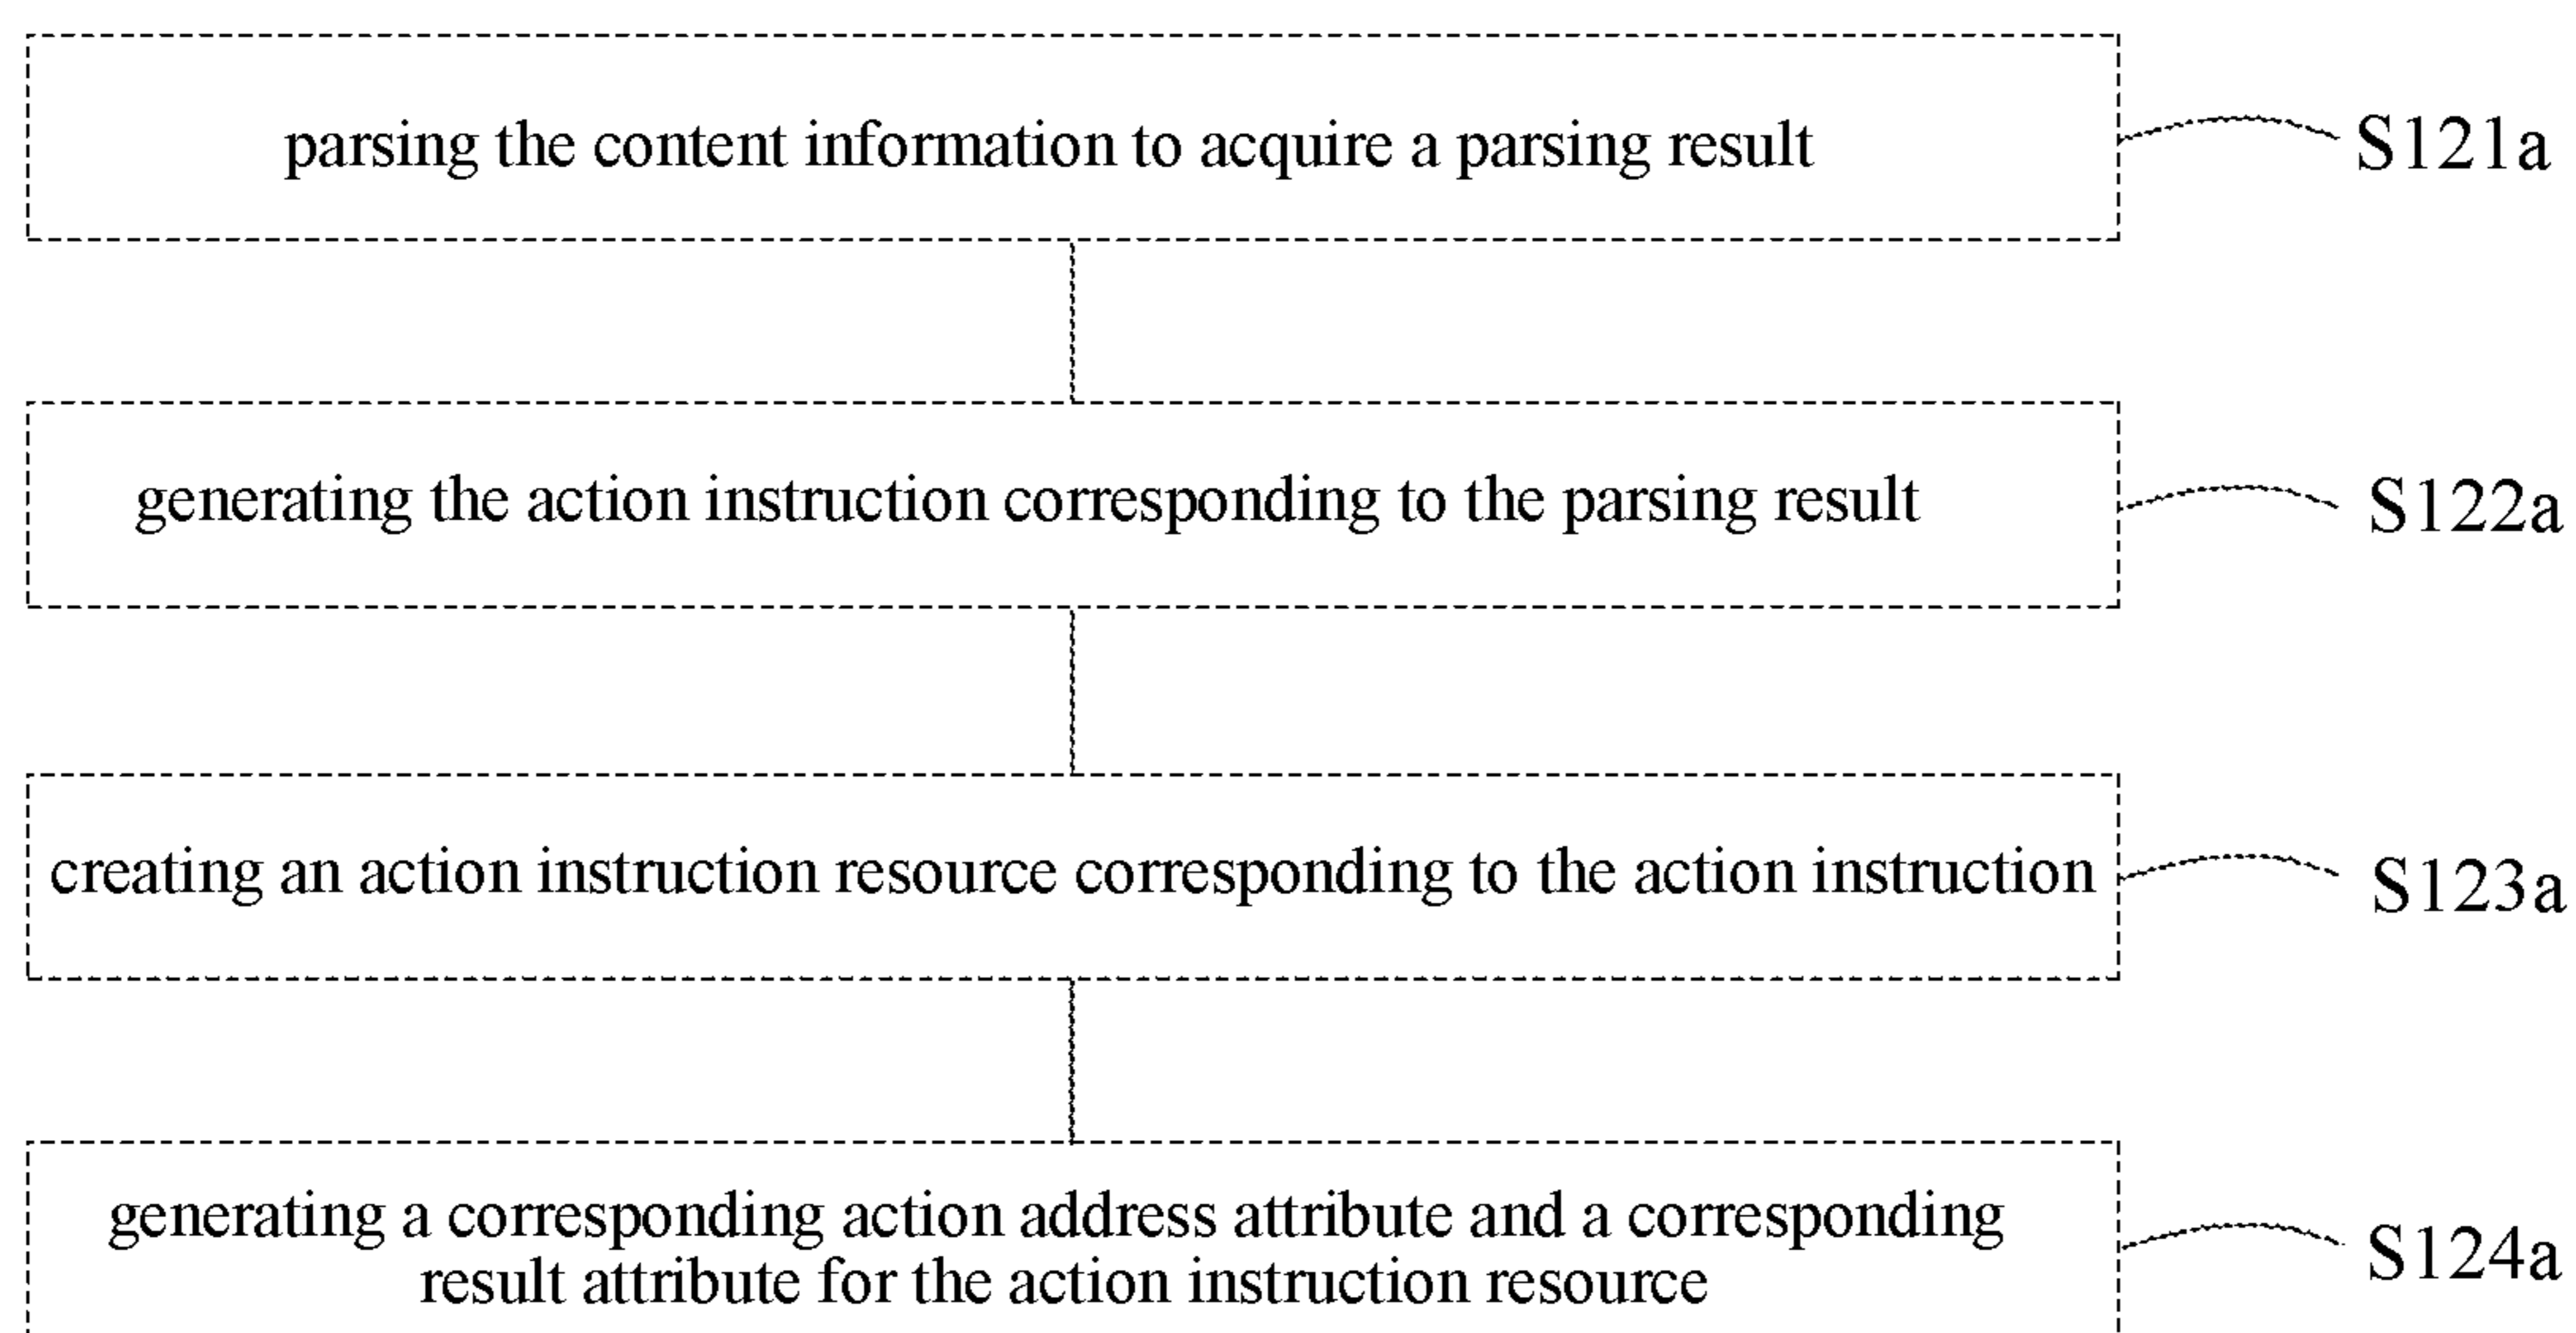 parsing the content information to acquire a parsing result
S121a
generating the action instruction corresponding to the parsing result
S122a
creating an action instruction resource corresponding to the action instruction
S123a
generating a corresponding action address attribute and a corresponding
result attribute for the action instruction resource
S124a